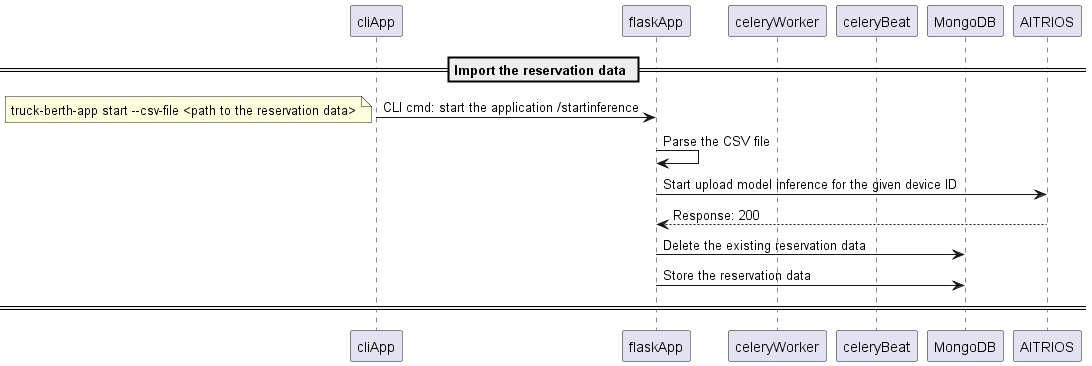 cliApp flaskApp celeryWorker celeryBeat MongoDB AITRIOS
Import the reservation data
truck-berth-app start --csv-file <path to the reservation data>
CLI cmd: start the application /startinference
Parse the CSV file
Start upload model inference for the given device ID
Response: 200
Delete the existing reservation data
Store the reservation data
cliApp flaskApp celeryWorker celeryBeat MongoDB AITRIOS